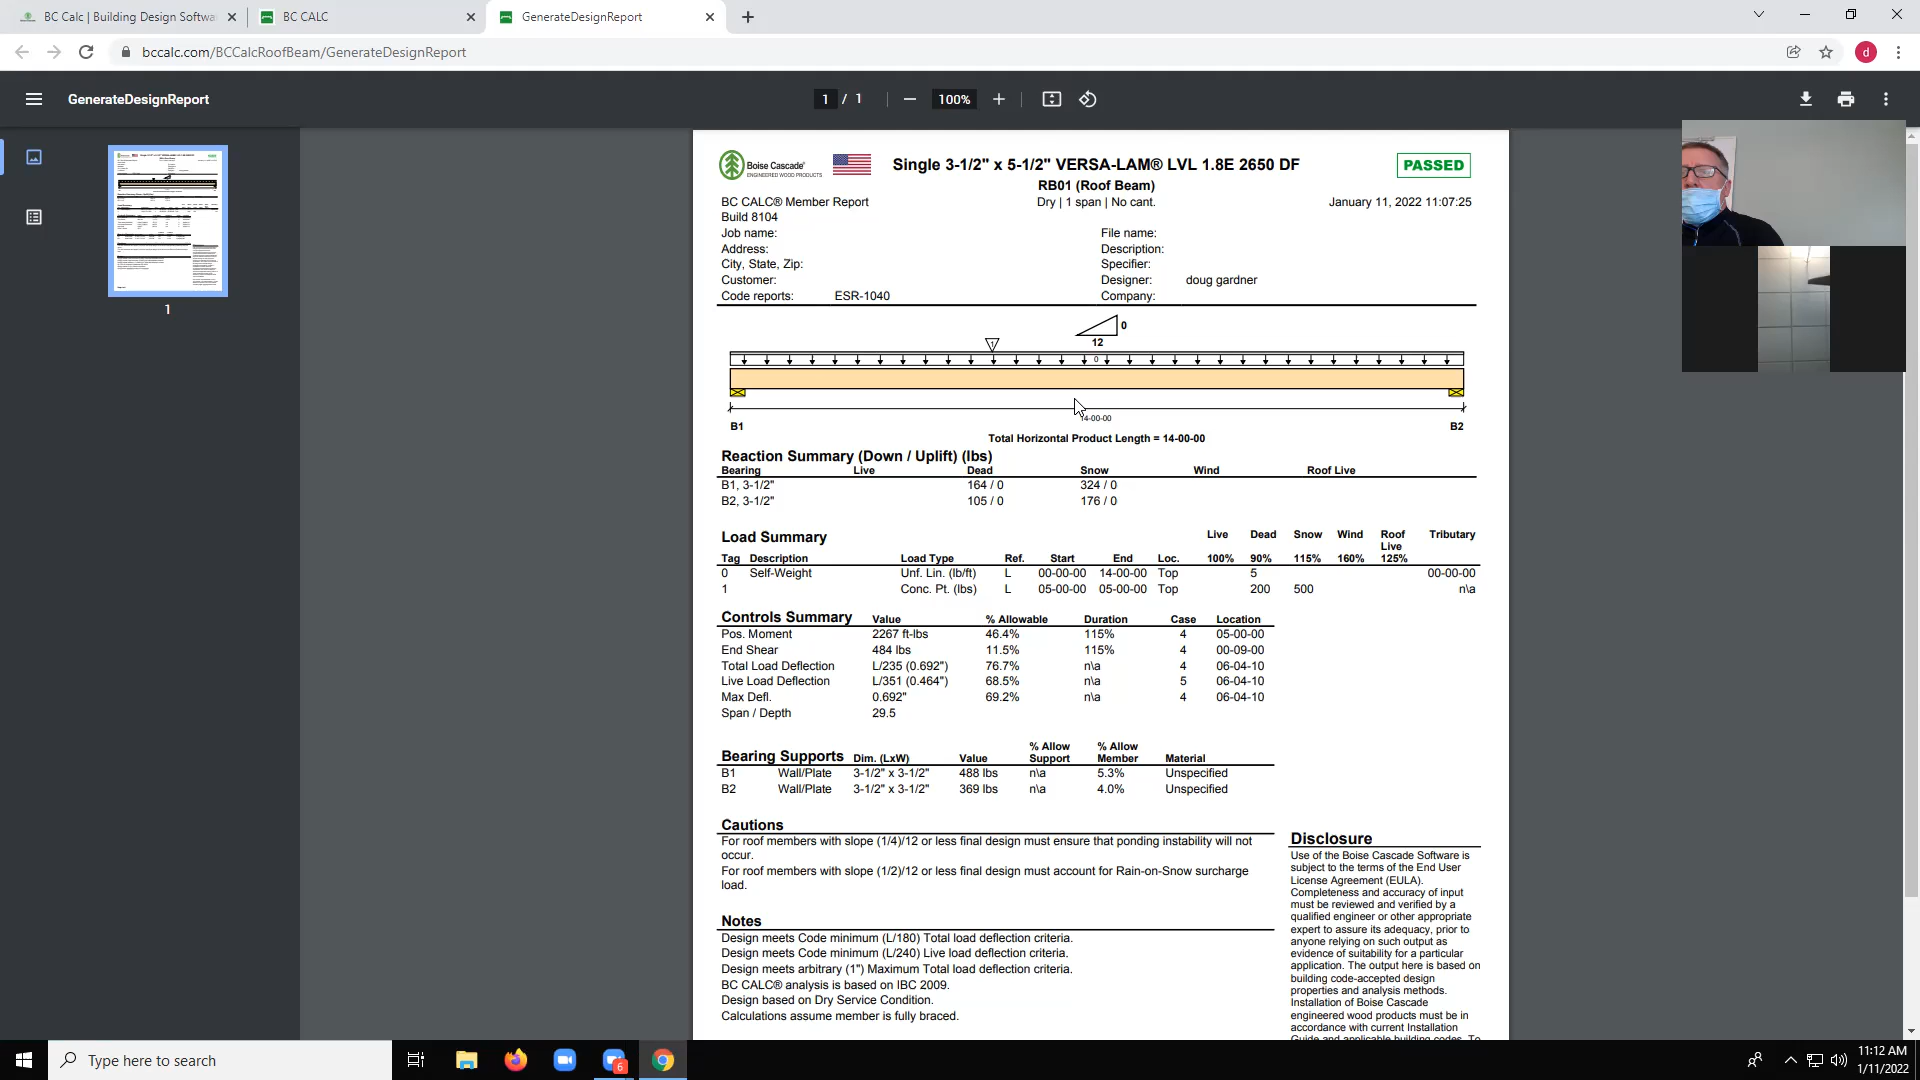 BC Calc | Building Design Softwa
BC CALC
GenerateDesignReport
bccalc.com/BCCalcRoofBeam/GenerateDesignReport
d
GenerateDesignReport
1 / 1
100%
1
Boise Cascade®
ENGINEERED WOOD PRODUCTS
Single 3-1/2" x 5-1/2" VERSA-LAM® LVL 1.8E 2650 DF
PASSED
RB01 (Roof Beam)
BC CALC® Member Report
Dry | 1 span | No cant.
January 11, 2022 11:07:25
Build 8104
Job name:
File name:
Address:
Description:
City, State, Zip:
Specifier:
Customer:
Designer: doug gardner
Code reports: ESR-1040
Company:
0
12
1
0
14-00-00
B1
B2
Total Horizontal Product Length = 14-00-00
Reaction Summary (Down / Uplift) (lbs)
Bearing Live Dead Snow Wind Roof Live
B1, 3-1/2" 164 / 0 324 / 0
B2, 3-1/2" 105 / 0 176 / 0
Load Summary
Live Dead Snow Wind Roof Live Tributary
Tag Description Load Type Ref. Start End Loc. 100% 90% 115% 160% 125%
0 Self-Weight Unf. Lin. (lb/ft) L 00-00-00 14-00-00 Top 5 00-00-00
1 Conc. Pt. (lbs) L 05-00-00 05-00-00 Top 200 500 n\a
Controls Summary Value % Allowable Duration Case Location
Pos. Moment 2267 ft-lbs 46.4% 115% 4 05-00-00
End Shear 484 lbs 11.5% 115% 4 00-09-00
Total Load Deflection L/235 (0.692") 76.7% n\a 4 06-04-10
Live Load Deflection L/351 (0.464") 68.5% n\a 5 06-04-10
Max Defl. 0.692" 69.2% n\a 4 06-04-10
Span / Depth 29.5
Bearing Supports Dim. (LxW) Value % Allow Support % Allow Member Material
B1 Wall/Plate 3-1/2" x 3-1/2" 488 lbs n\a 5.3% Unspecified
B2 Wall/Plate 3-1/2" x 3-1/2" 369 lbs n\a 4.0% Unspecified
Cautions
For roof members with slope (1/4)/12 or less final design must ensure that ponding instability will not
occur.
For roof members with slope (1/2)/12 or less final design must account for Rain-on-Snow surcharge
load.
Notes
Design meets Code minimum (L/180) Total load deflection criteria.
Design meets Code minimum (L/240) Live load deflection criteria.
Design meets arbitrary (1") Maximum Total load deflection criteria.
BC CALC® analysis is based on IBC 2009.
Design based on Dry Service Condition.
Calculations assume member is fully braced.
Disclosure
Use of the Boise Cascade Software is
subject to the terms of the End User
License Agreement (EULA).
Completeness and accuracy of input
must be reviewed and verified by a
qualified engineer or other appropriate
expert to assure its adequacy, prior to
anyone relying on such output as
evidence of suitability for a particular
application. The output here is based on
building code-accepted design
properties and analysis methods.
Installation of Boise Cascade
engineered wood products must be in
accordance with current Installation
Guide and applicable building codes. To
Type here to search
6
11:12 AM
1/11/2022